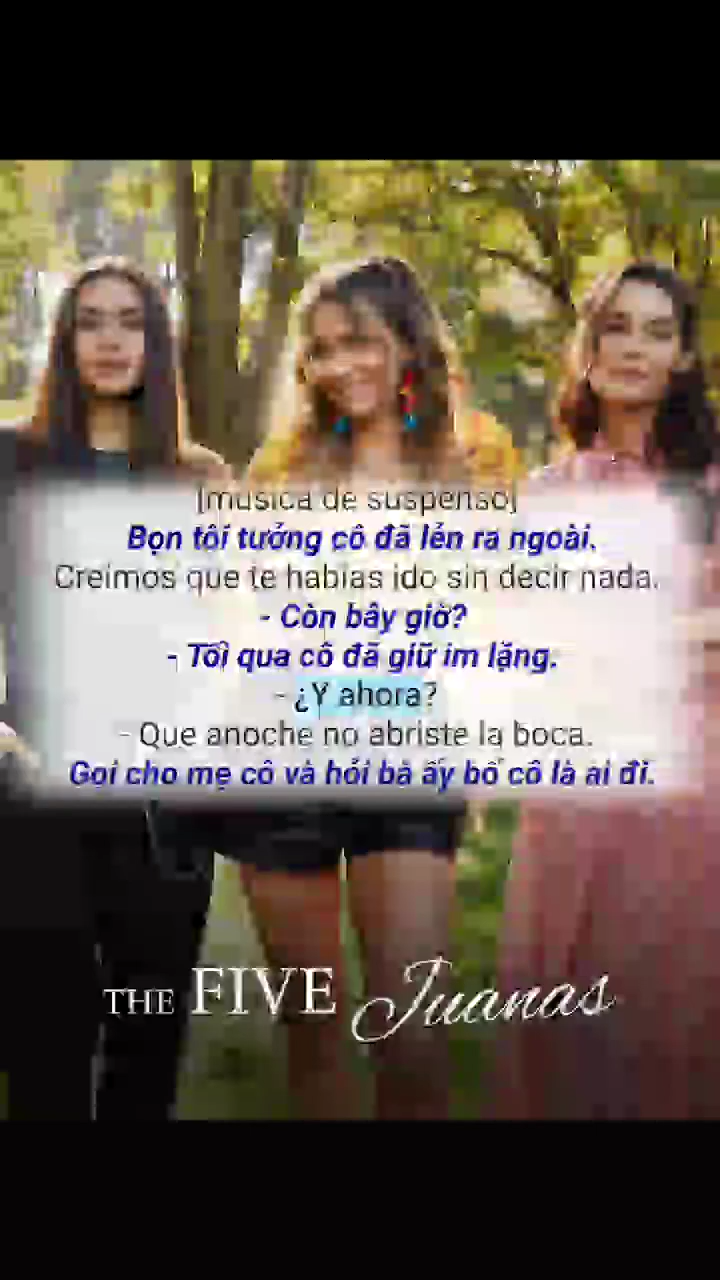 [música de suspenso]
Bọn tôi tưởng cô đã lẻn ra ngoài.
Creímos que te habías ido sin decir nada.
- Còn bây giờ?
- Tối qua cô đã giữ im lặng.
- ¿Y ahora?
- Que anoche no abriste la boca.
Gọi cho mẹ cô và hỏi bà ấy bố cô là ai đi.
THE FIVE Juanas